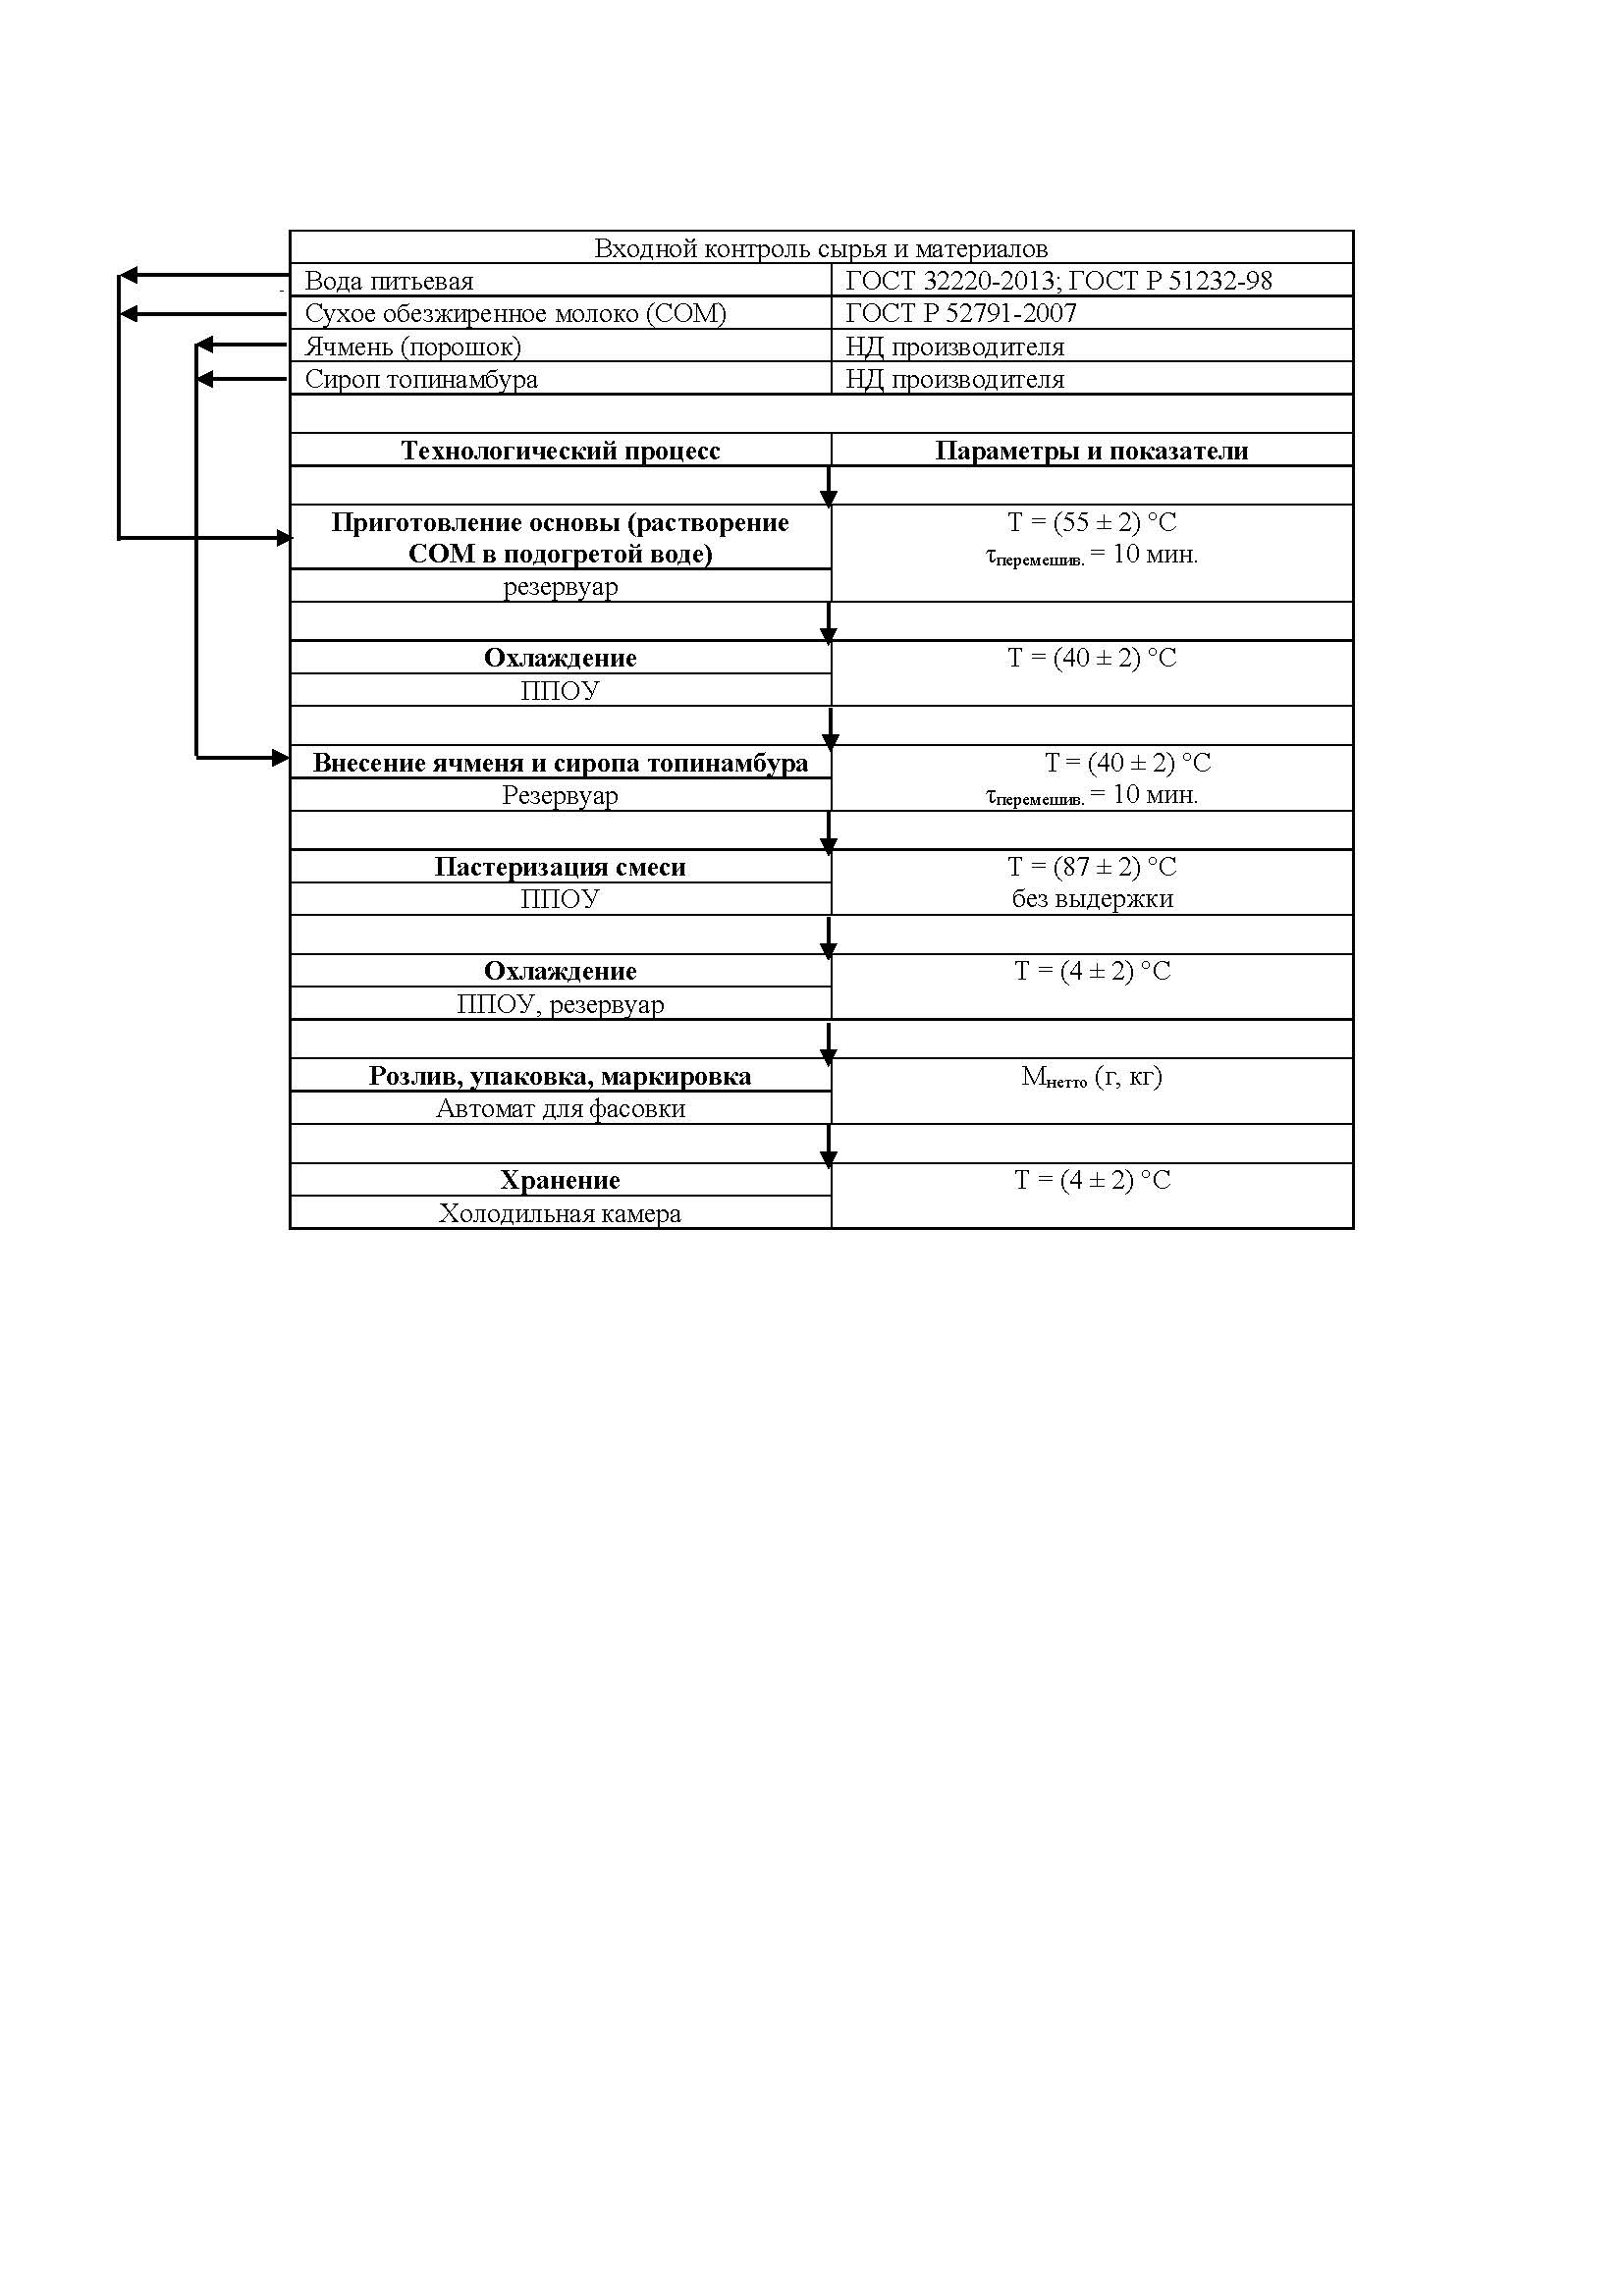 Входной контроль сырья и материалов
Вода питьевая ГОСТ 32220-2013; ГОСТ Р 51232-98
Сухое обезжиренное молоко (СОМ) ГОСТ Р 52791-2007
Ячмень (порошок) НД производителя
Сироп топинамбура НД производителя
Технологический процесс Параметры и показатели
Приготовление основы (растворение T = (55 ± 2) °C
СОМ в подогретой воде) τперемешив. = 10 мин.
резервуар
Охлаждение T = (40 ± 2) °C
ППОУ
Внесение ячменя и сиропа топинамбура T = (40 ± 2) °C
Резервуар τперемешив. = 10 мин.
Пастеризация смеси T = (87 ± 2) °C
ППОУ без выдержки
Охлаждение T = (4 ± 2) °C
ППОУ, резервуар
Розлив, упаковка, маркировка Мнетто (г, кг)
Автомат для фасовки
Хранение T = (4 ± 2) °C
Холодильная камера